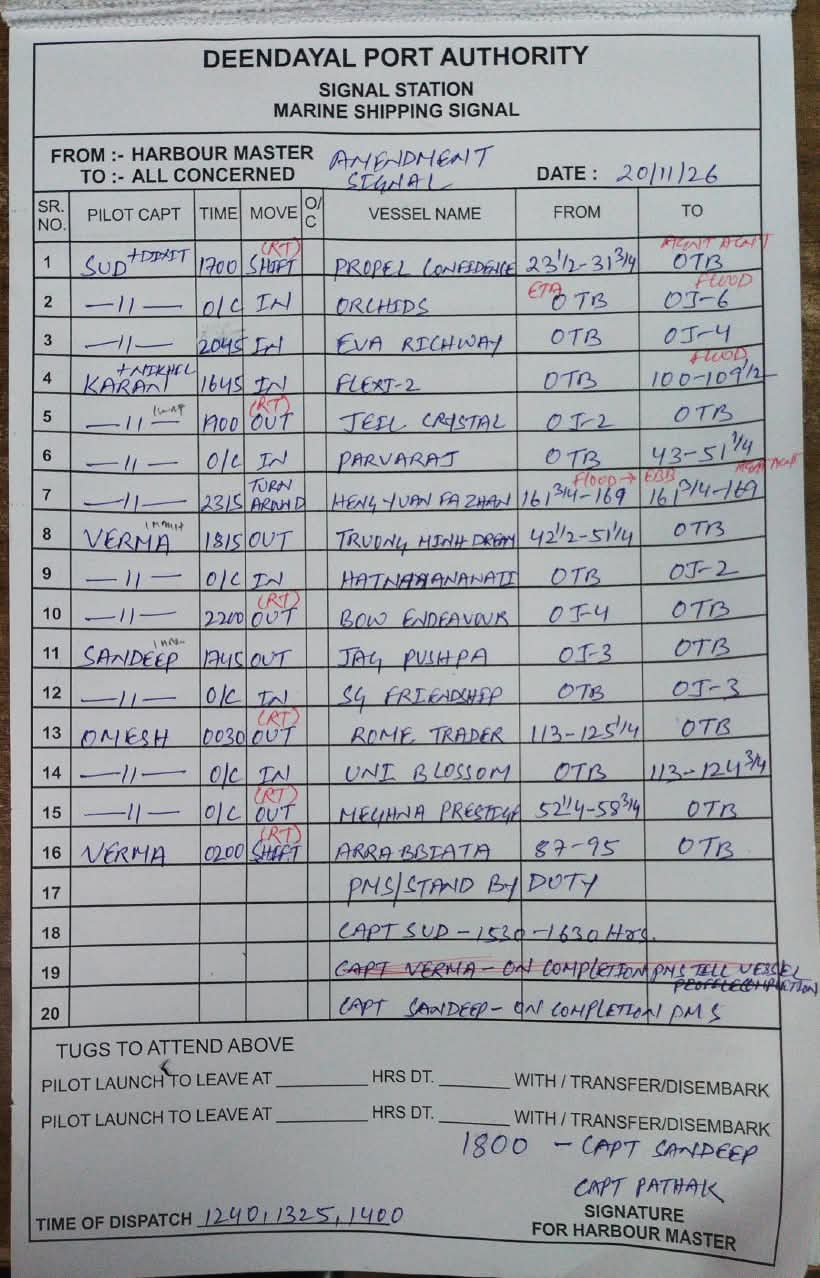 DEENDAYAL PORT AUTHORITY
SIGNAL STATION
MARINE SHIPPING SIGNAL
FROM :- HARBOUR MASTER AMENDMENT
TO :- ALL CONCERNED SIGNAL DATE : 20/11/26
SR. NO. PILOT CAPT TIME MOVE O/C VESSEL NAME FROM TO
1 SUD + DIXIT 1700 SHIFT (RT) PROPEL CONFIDENCE 23 1/2-31 3/4 OTB
2 —11— O/C IN ORCHIDS ETA OTB OJ-6 FLOOD
3 —11— 2045 IN EVA RICHWAY OTB OJ-4
4 KARAN + NIKHEL 1645 IN FLEXI-2 OTB 100-109 1/2 FLOOD
5 —11— 1900 OUT (RT) JEIL CRYSTAL OJ-2 OTB
6 —11— O/C IN PARVARAJ OTB 43-51 1/4
7 —11— 2315 TURN AROUND HENG YUAN FA ZHAN 161 3/4-169 FLOOD → EBB 161 3/4-169
8 VERMA 1815 OUT TRUONG MINH DREAM 42 1/2-51 1/4 OTB
9 —11— O/C IN OTB OJ-2
10 —11— 2200 OUT (RT) BOW ENDEAVOUR OJ-4 OTB
11 SANDEEP 1745 OUT JAG PUSHPA OJ-3 OTB
12 —11— O/C IN SG FRIENDSHIP OTB OJ-3
13 OMESH 0030 OUT (RT) ROME TRADER 113-125 1/4 OTB
14 —11— O/C IN UNI BLOSSOM OTB 113-124 3/4
15 —11— O/C OUT (RT) MEGHNA PRESTIGE 52 1/4-58 3/4 OTB
16 VERMA 0200 SHIFT (RT) ARRABBIATA 87-95 OTB
17 PMS/STAND BY DUTY
18 CAPT SUD - 1530 - 1630 Hrs.
19 CAPT VERMA - ON COMPLETION PMS TILL VESSEL
20 CAPT SANDEEP - ON COMPLETION PMS
TUGS TO ATTEND ABOVE
PILOT LAUNCH TO LEAVE AT HRS DT. WITH / TRANSFER/DISEMBARK
PILOT LAUNCH TO LEAVE AT HRS DT. WITH / TRANSFER/DISEMBARK
1800 - CAPT SANDEEP
CAPT PATHAK
TIME OF DISPATCH 1240, 1325, 1400
SIGNATURE
FOR HARBOUR MASTER